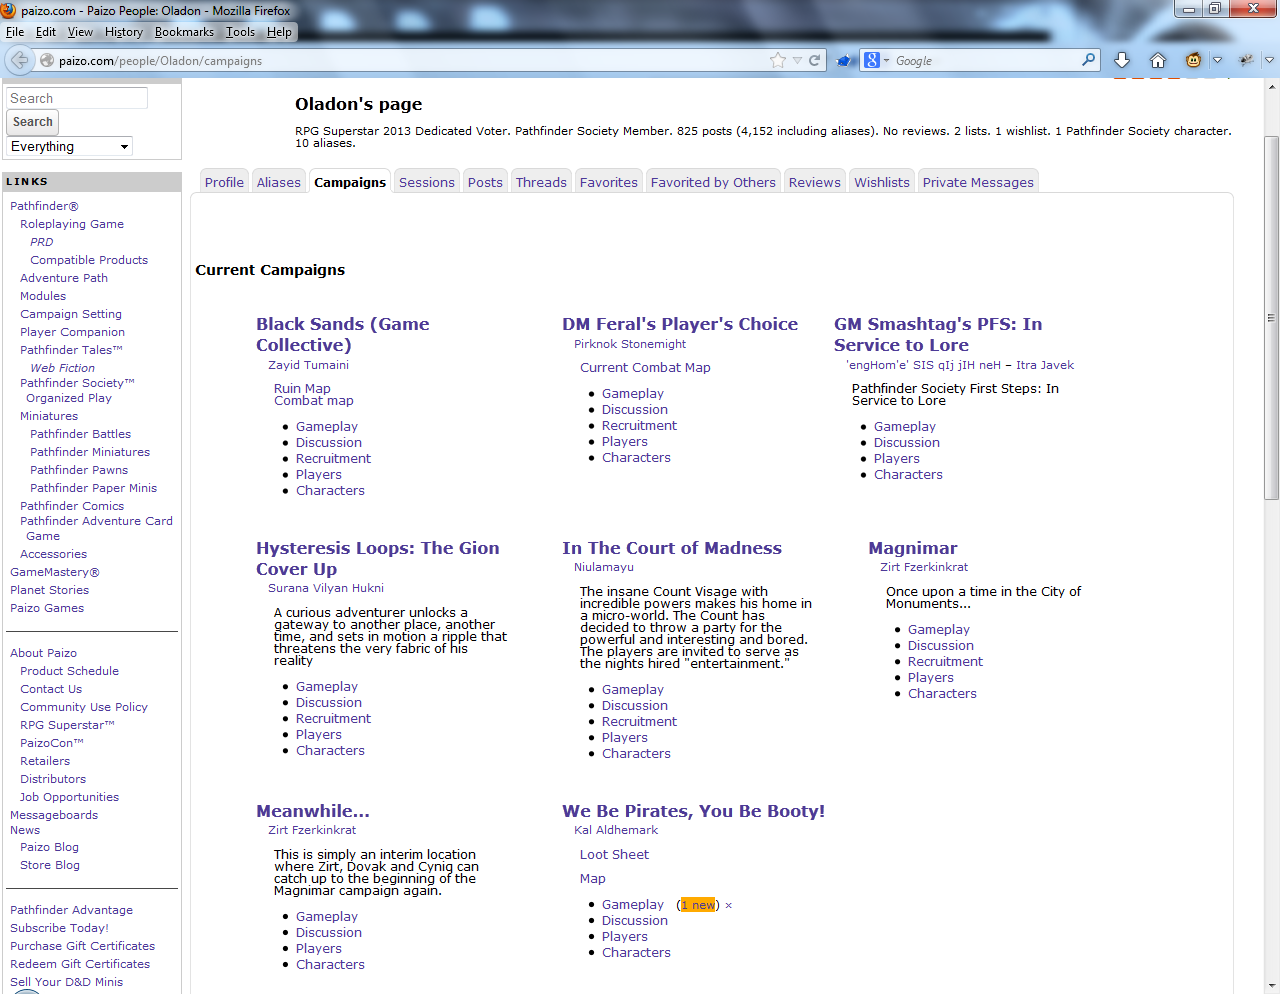 paizo.com - Paizo People: Oladon - Mozilla Firefox
File Edit View History Bookmarks Tools Help
paizo.com/people/Oladon/campaigns
Google
Search
Search
Everything
LINKS
Pathfinder®
Roleplaying Game
PRD
Compatible Products
Adventure Path
Modules
Campaign Setting
Player Companion
Pathfinder Tales™
Web Fiction
Pathfinder Society™
Organized Play
Miniatures
Pathfinder Battles
Pathfinder Miniatures
Pathfinder Pawns
Pathfinder Paper Minis
Pathfinder Comics
Pathfinder Adventure Card
Game
Accessories
GameMastery®
Planet Stories
Paizo Games
About Paizo
Product Schedule
Contact Us
Community Use Policy
RPG Superstar™
PaizoCon™
Retailers
Distributors
Job Opportunities
Messageboards
News
Paizo Blog
Store Blog
Pathfinder Advantage
Subscribe Today!
Purchase Gift Certificates
Redeem Gift Certificates
Sell Your D&D Minis
Oladon's page
RPG Superstar 2013 Dedicated Voter. Pathfinder Society Member. 825 posts (4,152 including aliases). No reviews. 2 lists. 1 wishlist. 1 Pathfinder Society character.
10 aliases.
Profile Aliases Campaigns Sessions Posts Threads Favorites Favorited by Others Reviews Wishlists Private Messages
Current Campaigns
Black Sands (Game
Collective)
Zayid Tumaini
Ruin Map
Combat map
• Gameplay
• Discussion
• Recruitment
• Players
• Characters
DM Feral's Player's Choice
Pirknok Stonemight
Current Combat Map
• Gameplay
• Discussion
• Recruitment
• Players
• Characters
GM Smashtag's PFS: In
Service to Lore
'engHom'e' SIS qIj jIH neH – Itra Javek
Pathfinder Society First Steps: In
Service to Lore
• Gameplay
• Discussion
• Players
• Characters
Hysteresis Loops: The Gion
Cover Up
Surana Vilyan Hukni
A curious adventurer unlocks a
gateway to another place, another
time, and sets in motion a ripple that
threatens the very fabric of his
reality
• Gameplay
• Discussion
• Recruitment
• Players
• Characters
In The Court of Madness
Niulamayu
The insane Count Visage with
incredible powers makes his home in
a micro-world. The Count has
decided to throw a party for the
powerful and interesting and bored.
The players are invited to serve as
the nights hired "entertainment."
• Gameplay
• Discussion
• Recruitment
• Players
• Characters
Magnimar
Zirt Fzerkinkrat
Once upon a time in the City of
Monuments...
• Gameplay
• Discussion
• Recruitment
• Players
• Characters
Meanwhile...
Zirt Fzerkinkrat
This is simply an interim location
where Zirt, Dovak and Cynig can
catch up to the beginning of the
Magnimar campaign again.
• Gameplay
• Discussion
• Players
• Characters
We Be Pirates, You Be Booty!
Kal Aldhemark
Loot Sheet
Map
• Gameplay (1 new) ×
• Discussion
• Players
• Characters